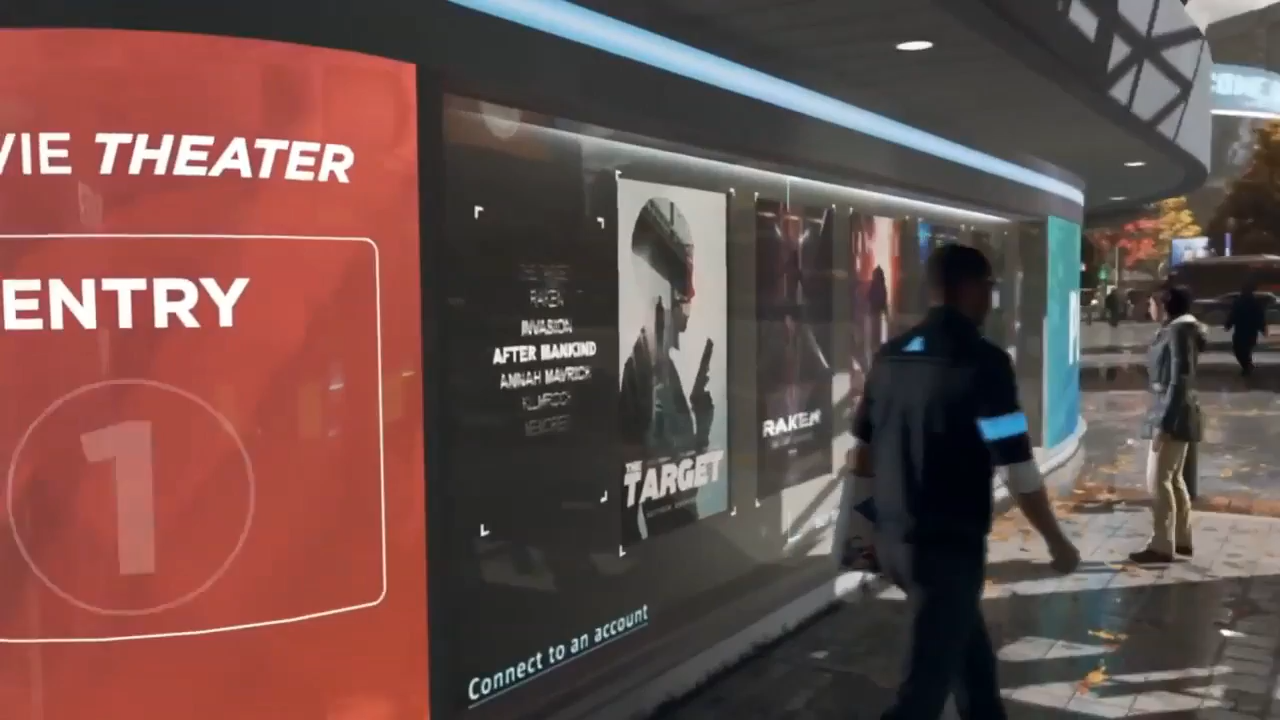 VIE THEATER
ENTRY
1
RAKEN
INVASION
AFTER MANKIND
ANNAH MAVRICK
THE
TARGET
RAKEN
Connect to an account